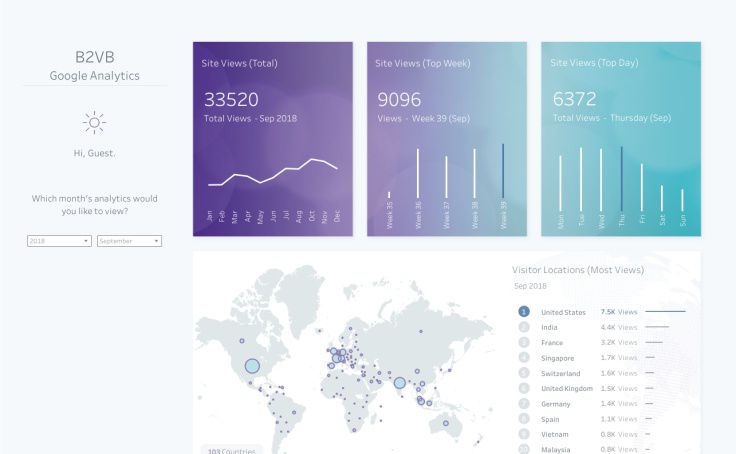 B2VB
Google Analytics
Hi, Guest.
Which month's analytics would
you like to view?
2018
September
Site Views (Total)
33520
Total Views - Sep 2018
Jan
Feb
Mar
Apr
May
Jun
Jul
Aug
Sep
Oct
Nov
Dec
Site Views (Top Week)
9096
Views - Week 39 (Sep)
Week 35
Week 36
Week 37
Week 38
Week 39
Site Views (Top Day)
6372
Total Views - Thursday (Sep)
Mon
Tue
Wed
Thu
Fri
Sat
Sun
103 Countries
Visitor Locations (Most Views)
Sep 2018
1 United States 7.5K Views
2 India 4.4K Views
3 France 3.2K Views
4 Singapore 1.7K Views
5 Switzerland 1.6K Views
6 United Kingdom 1.5K Views
7 Germany 1.4K Views
8 Spain 1.1K Views
9 Vietnam 0.8K Views
10 Malaysia 0.8K Views